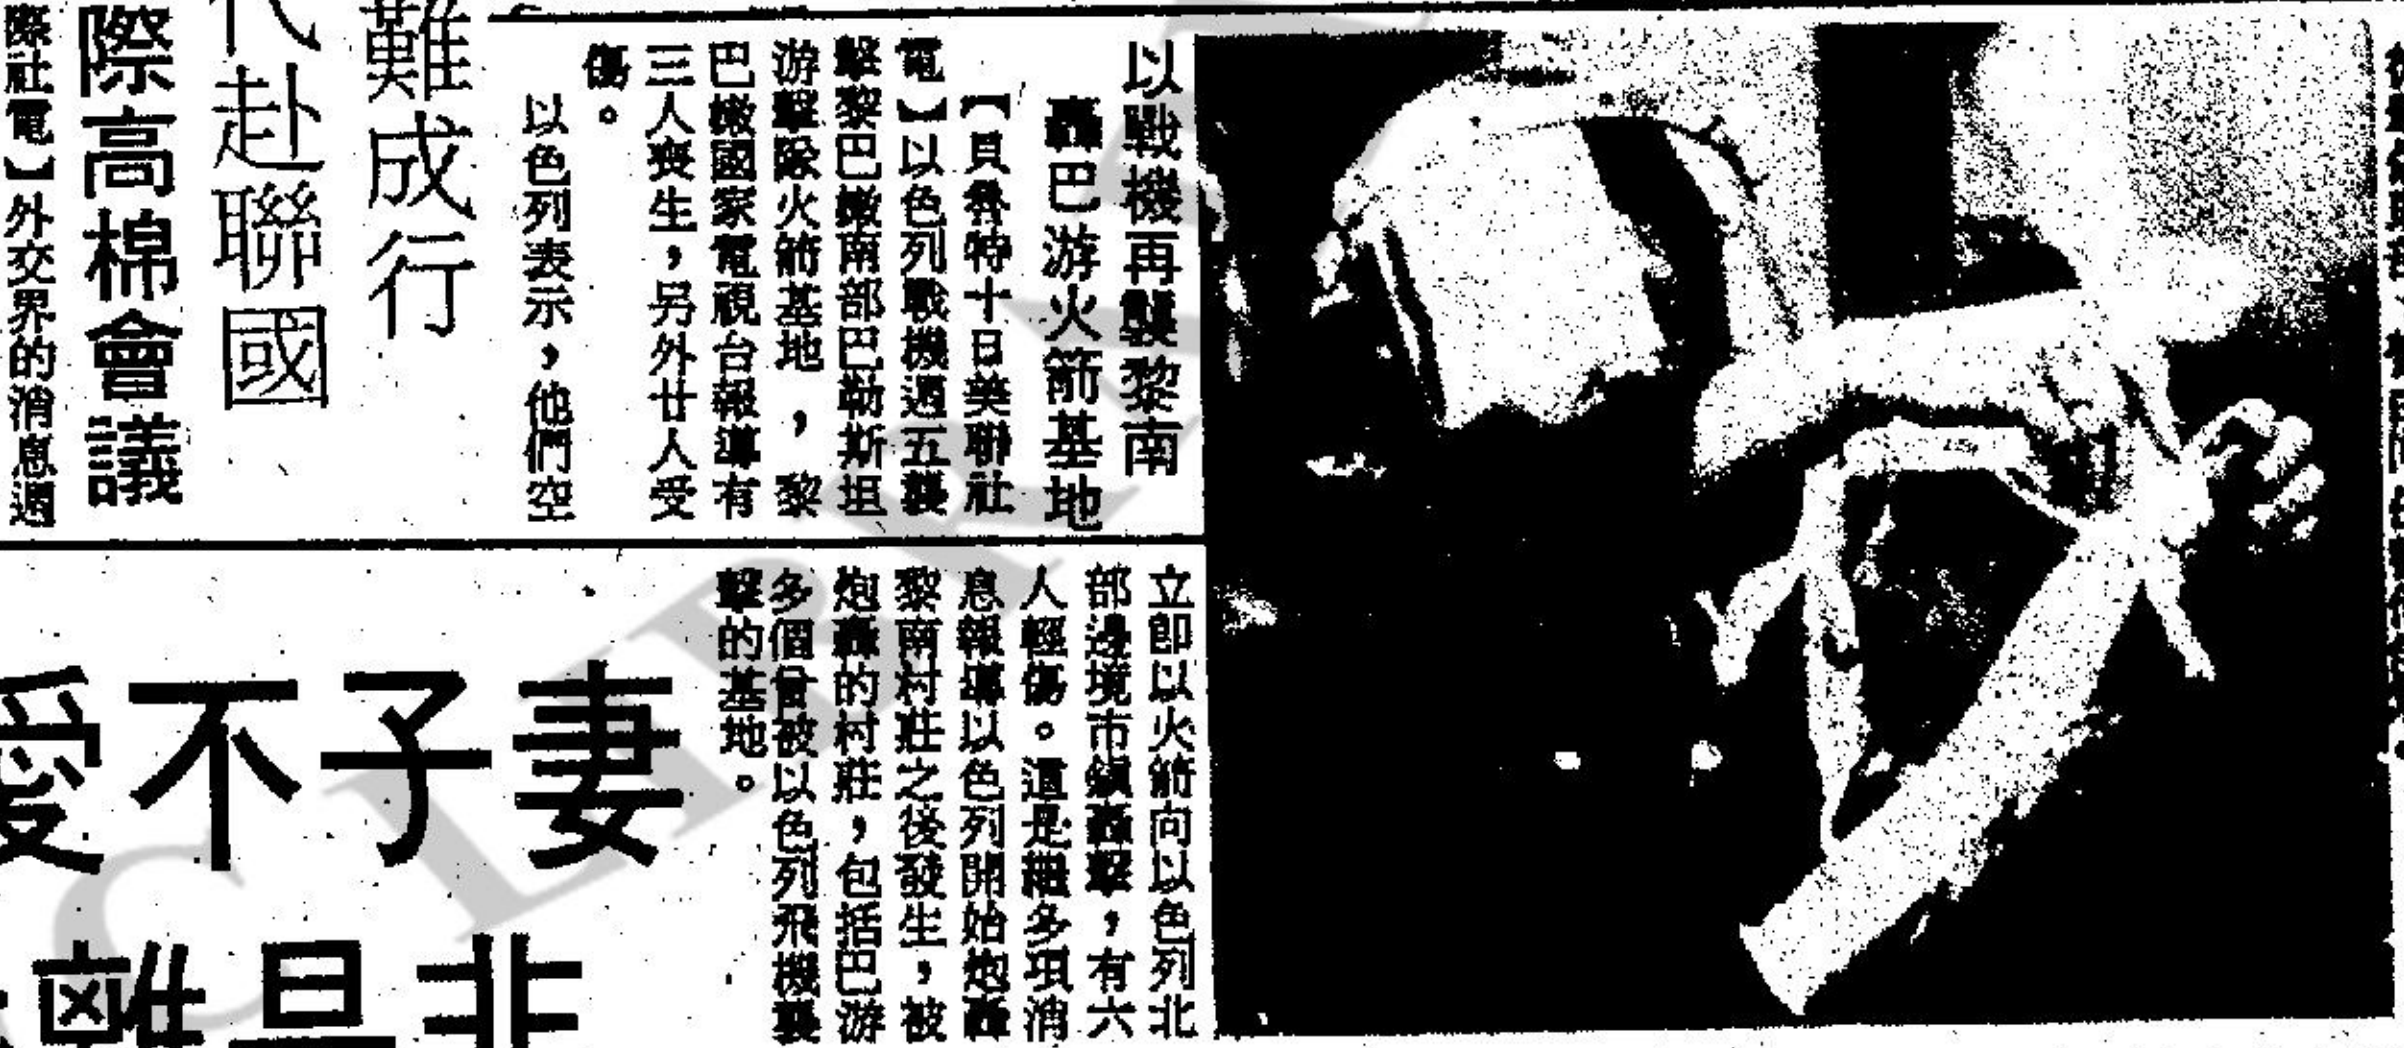 以戰機再襲黎南
轟巴游火箭基地
【貝魯特十日美聯社
電】以色列戰機週五襲
擊黎巴嫩南部巴勒斯坦
游擊隊火箭基地,黎
巴嫩國家電視台報導有
三人喪生,另外廿人受
傷。
以色列表示,他們空
立即以火箭向以色列北
部邊境市鎮轟擊,有六
人輕傷。這是繼多項消
息報導以色列開始炮轟
黎南村莊之後發生,被
炮轟的村莊,包括巴游
多個曾被以色列飛機襲
擊的基地。
難成行
代赴聯國
際高棉會議
際社電】外交界的消息週
妻子不愛
非是離
LIBRA